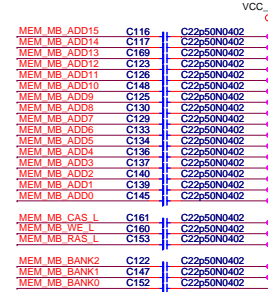 VCC_
MEM_MB_ADD15 C116 C22p50N0402
MEM_MB_ADD14 C117 C22p50N0402
MEM_MB_ADD13 C169 C22p50N0402
MEM_MB_ADD12 C123 C22p50N0402
MEM_MB_ADD11 C126 C22p50N0402
MEM_MB_ADD10 C148 C22p50N0402
MEM_MB_ADD9 C125 C22p50N0402
MEM_MB_ADD8 C130 C22p50N0402
MEM_MB_ADD7 C129 C22p50N0402
MEM_MB_ADD6 C133 C22p50N0402
MEM_MB_ADD5 C134 C22p50N0402
MEM_MB_ADD4 C136 C22p50N0402
MEM_MB_ADD3 C137 C22p50N0402
MEM_MB_ADD2 C140 C22p50N0402
MEM_MB_ADD1 C139 C22p50N0402
MEM_MB_ADD0 C145 C22p50N0402
MEM_MB_CAS_L C161 C22p50N0402
MEM_MB_WE_L C160 C22p50N0402
MEM_MB_RAS_L C153 C22p50N0402
MEM_MB_BANK2 C122 C22p50N0402
MEM_MB_BANK1 C147 C22p50N0402
MEM_MB_BANK0 C152 C22p50N0402